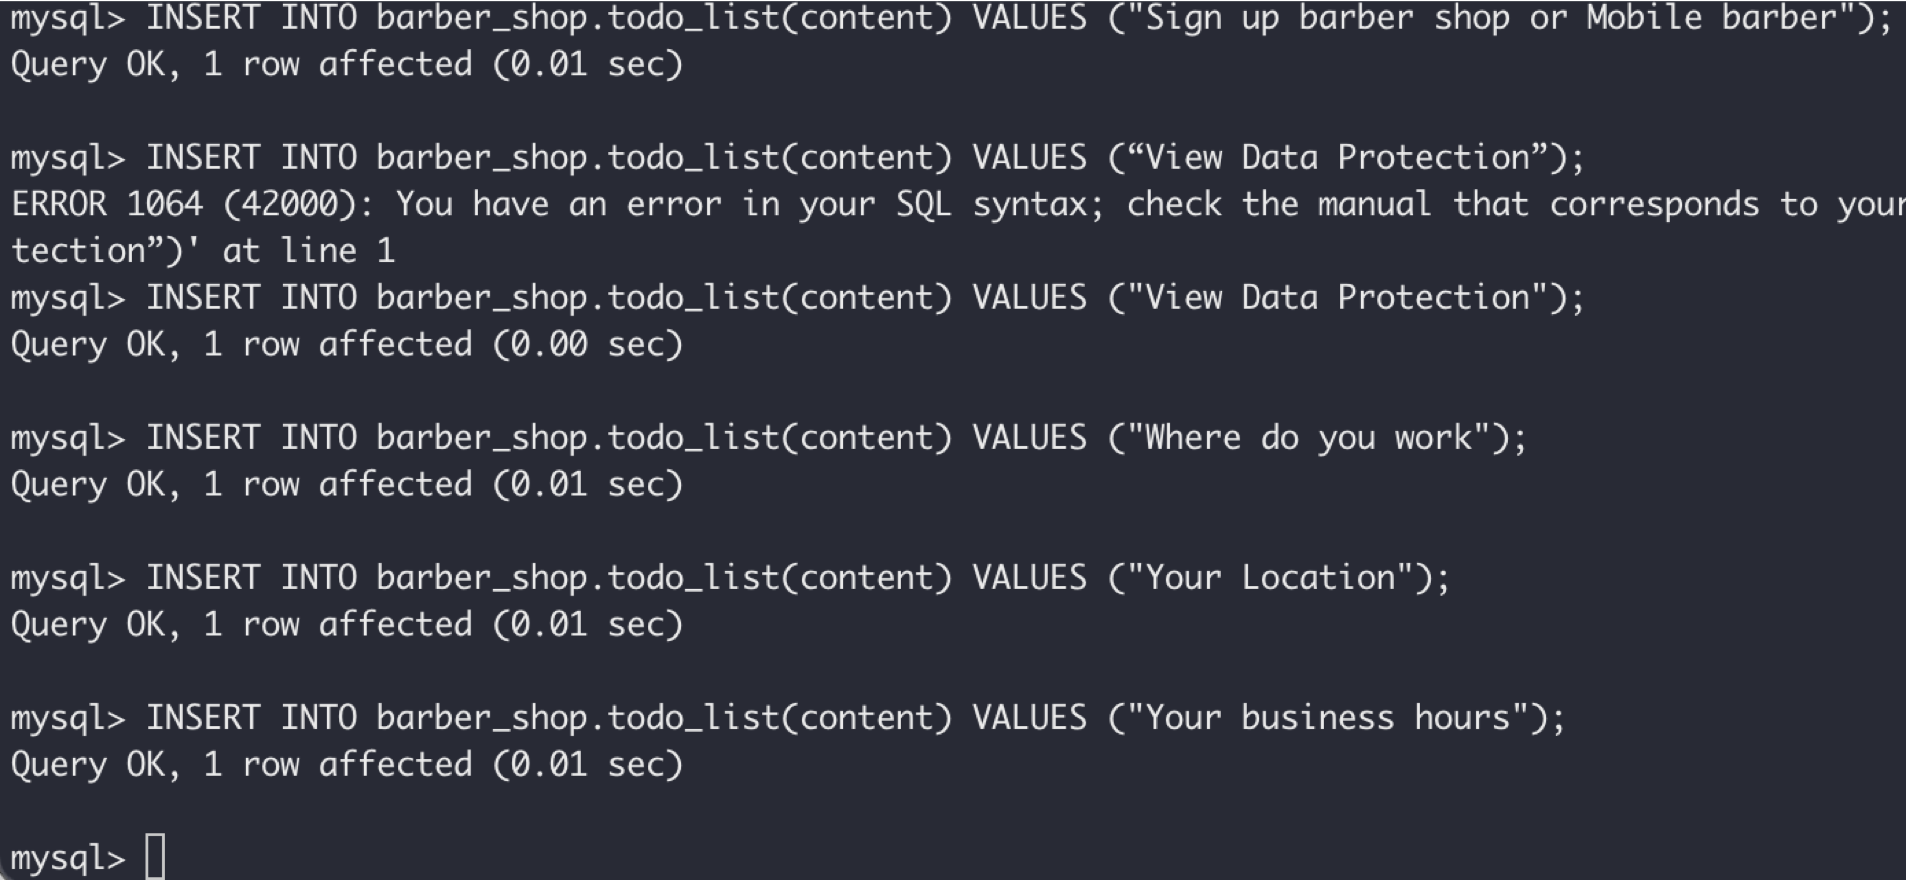 mysql> INSERT INTO barber_shop.todo_list(content) VALUES ("Sign up barber shop or Mobile barber");
Query OK, 1 row affected (0.01 sec)
mysql> INSERT INTO barber_shop.todo_list(content) VALUES (“View Data Protection”);
ERROR 1064 (42000): You have an error in your SQL syntax; check the manual that corresponds to your
tection”)' at line 1
mysql> INSERT INTO barber_shop.todo_list(content) VALUES ("View Data Protection");
Query OK, 1 row affected (0.00 sec)
mysql> INSERT INTO barber_shop.todo_list(content) VALUES ("Where do you work");
Query OK, 1 row affected (0.01 sec)
mysql> INSERT INTO barber_shop.todo_list(content) VALUES ("Your Location");
Query OK, 1 row affected (0.01 sec)
mysql> INSERT INTO barber_shop.todo_list(content) VALUES ("Your business hours");
Query OK, 1 row affected (0.01 sec)
mysql>